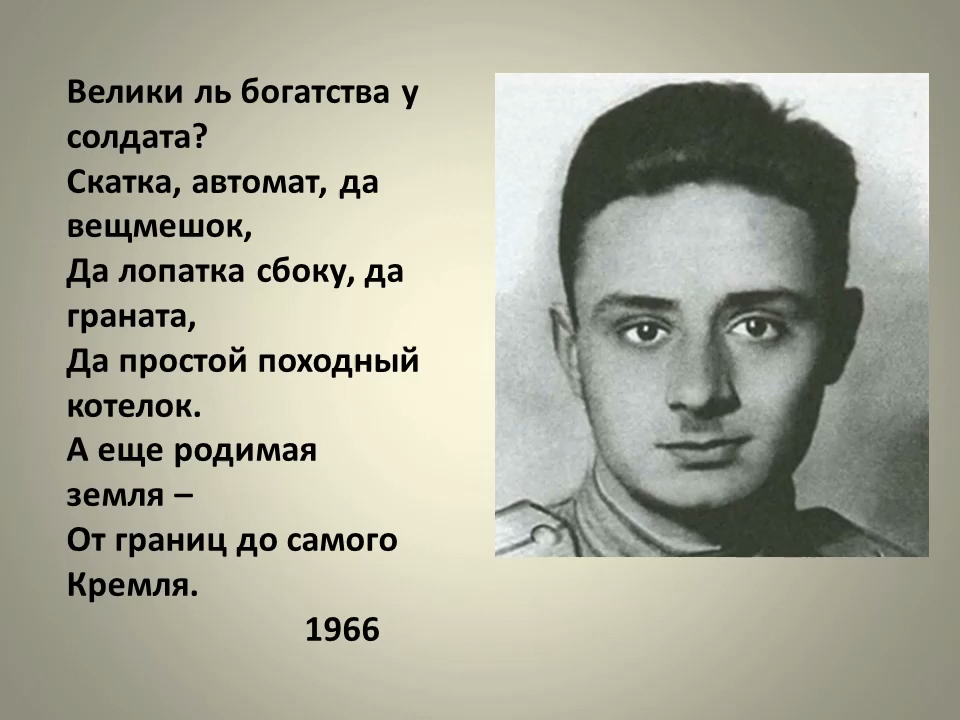 Велики ль богатства у
солдата?
Скатка, автомат, да
вещмешок,
Да лопатка сбоку, да
граната,
Да простой походный
котелок.
А еще родимая
земля –
От границ до самого
Кремля.
1966